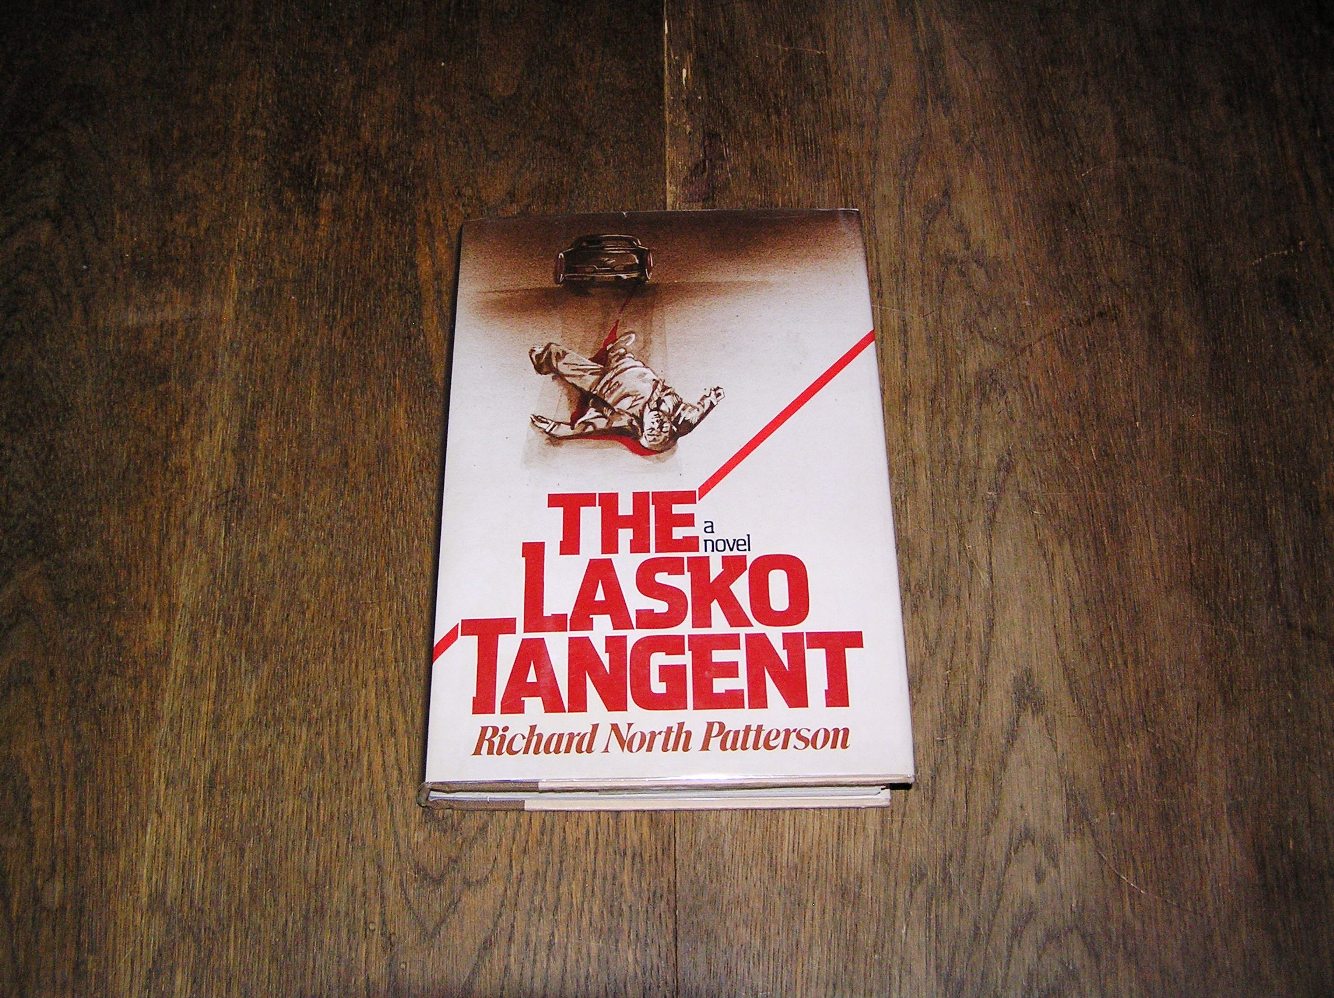 THE
a
novel
LASKO
TANGENT
Richard North Patterson